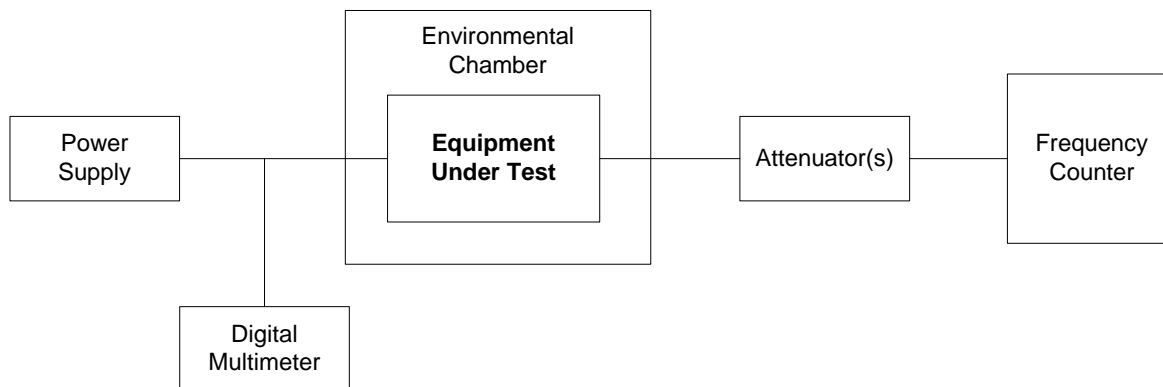 Environmental
Chamber
Power
Supply
Equipment
Under Test
Attenuator(s)
Frequency
Counter
Digital
Multimeter